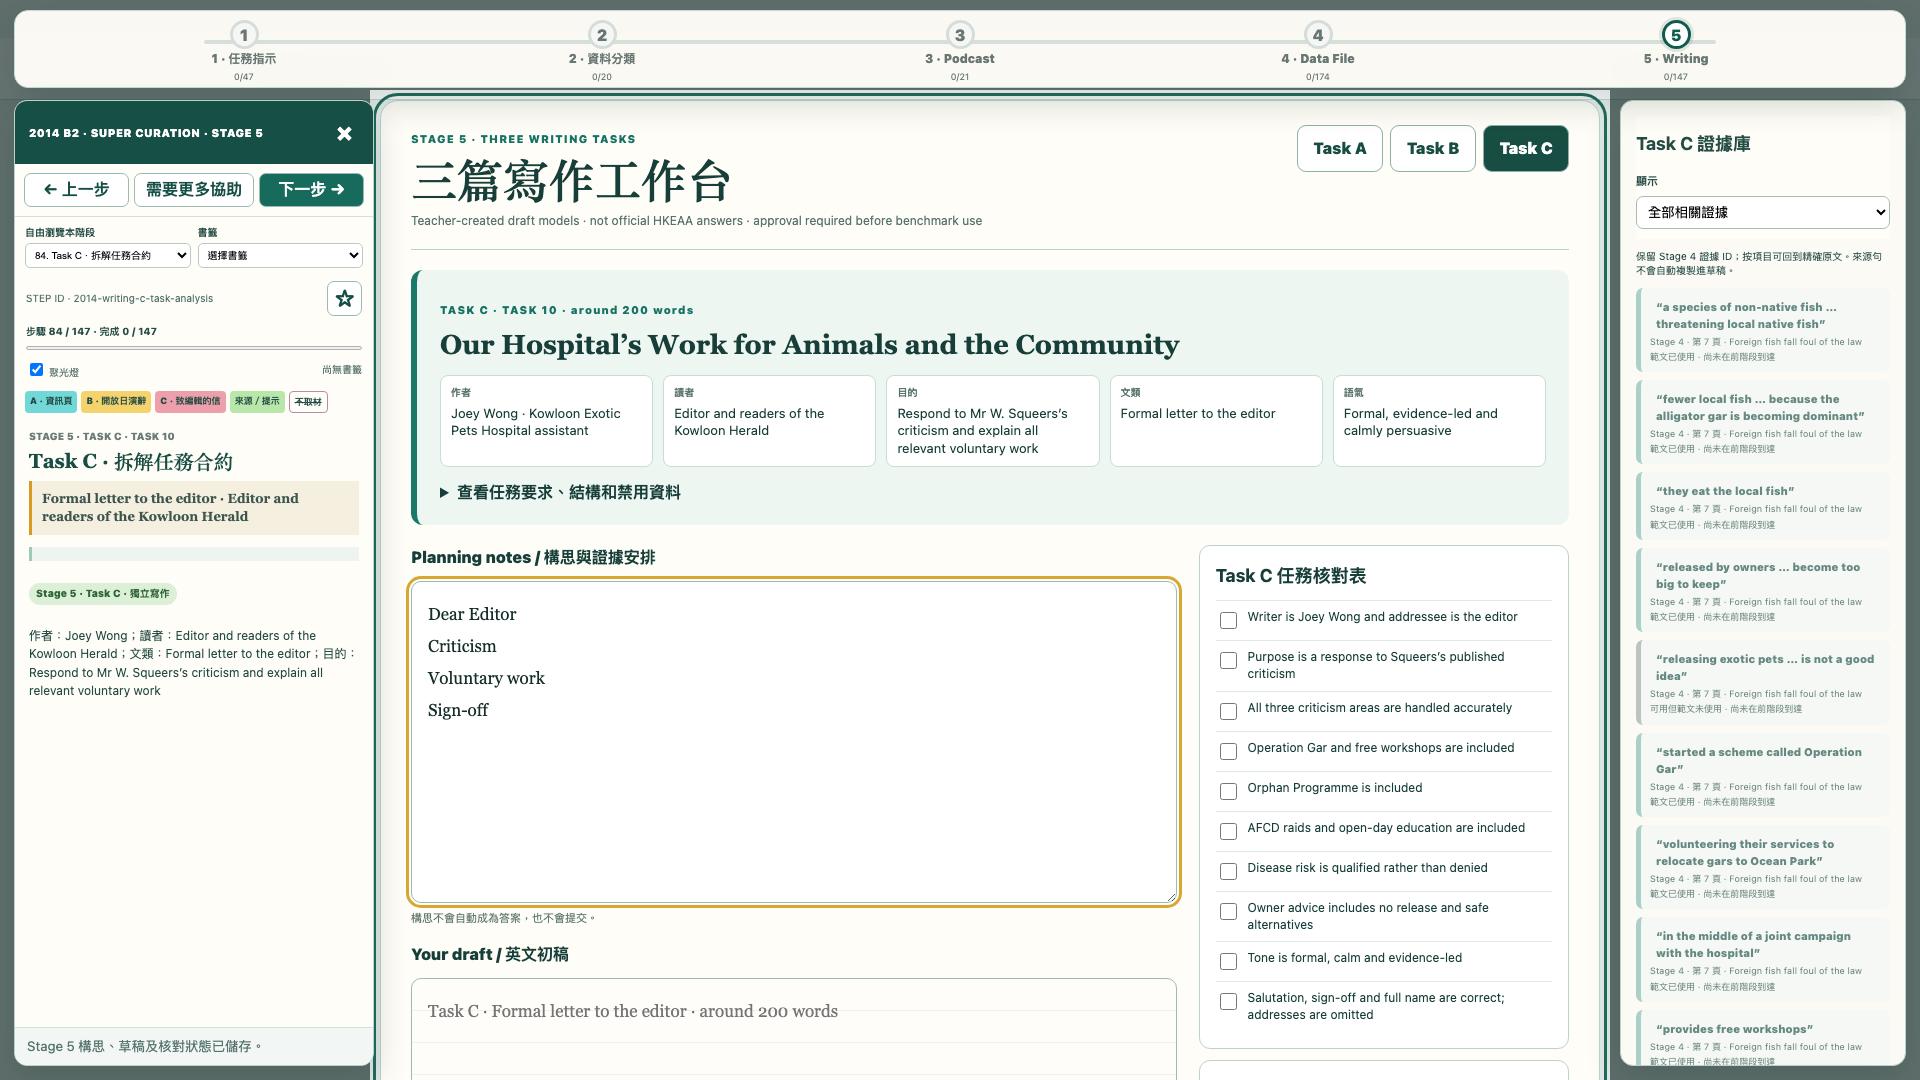 1
1 · 任務指示
0/47
2
2 · 資料分類
0/20
3
3 · Podcast
0/21
4
4 · Data File
0/174
5
5 · Writing
0/147
2014 B2 · SUPER CURATION · STAGE 5
← 上一步
需要更多協助
下一步 →
自由瀏覽本階段
書籤
84. Task C · 拆解任務合約
選擇書籤
STEP ID · 2014-writing-c-task-analysis
步驟 84 / 147 · 完成 0 / 147
聚光燈
尚無書籤
A · 資訊頁
B · 開放日演辭
C · 致編輯的信
來源 / 提示
不取材
STAGE 5 · TASK C · TASK 10
Task C · 拆解任務合約
Formal letter to the editor · Editor and
readers of the Kowloon Herald
Stage 5 · Task C · 獨立寫作
作者：Joey Wong；讀者：Editor and readers of the
Kowloon Herald；文類：Formal letter to the editor；目的：
Respond to Mr W. Squeers’s criticism and explain all
relevant voluntary work
Stage 5 構思、草稿及核對狀態已儲存。
STAGE 5 · THREE WRITING TASKS
三篇寫作工作台
Teacher-created draft models · not official HKEAA answers · approval required before benchmark use
Task A
Task B
Task C
TASK C · TASK 10 · around 200 words
Our Hospital’s Work for Animals and the Community
作者
Joey Wong · Kowloon Exotic
Pets Hospital assistant
讀者
Editor and readers of the
Kowloon Herald
目的
Respond to Mr W. Squeers’s
criticism and explain all
relevant voluntary work
文類
Formal letter to the editor
語氣
Formal, evidence-led and
calmly persuasive
▶ 查看任務要求、結構和禁用資料
Planning notes / 構思與證據安排
Dear Editor
Criticism
Voluntary work
Sign-off
構思不會自動成為答案，也不會提交。
Your draft / 英文初稿
Task C · Formal letter to the editor · around 200 words
Task C 任務核對表
Writer is Joey Wong and addressee is the editor
Purpose is a response to Squeers’s published
criticism
All three criticism areas are handled accurately
Operation Gar and free workshops are included
Orphan Programme is included
AFCD raids and open-day education are included
Disease risk is qualified rather than denied
Owner advice includes no release and safe
alternatives
Tone is formal, calm and evidence-led
Salutation, sign-off and full name are correct;
addresses are omitted
Task C 證據庫
顯示
全部相關證據
保留 Stage 4 證據 ID；按項目可回到精確原文。來源句
不會自動複製進草稿。
“a species of non-native fish ...
threatening local native fish”
Stage 4 · 第 7 頁 · Foreign fish fall foul of the law
範文已使用 · 尚未在前階段到達
“fewer local fish ... because the
alligator gar is becoming dominant”
Stage 4 · 第 7 頁 · Foreign fish fall foul of the law
範文已使用 · 尚未在前階段到達
“they eat the local fish”
Stage 4 · 第 7 頁 · Foreign fish fall foul of the law
範文已使用 · 尚未在前階段到達
“released by owners ... become too
big to keep”
Stage 4 · 第 7 頁 · Foreign fish fall foul of the law
範文已使用 · 尚未在前階段到達
“releasing exotic pets ... is not a good
idea”
Stage 4 · 第 7 頁 · Foreign fish fall foul of the law
可用但範文未使用 · 尚未在前階段到達
“started a scheme called Operation
Gar”
Stage 4 · 第 7 頁 · Foreign fish fall foul of the law
範文已使用 · 尚未在前階段到達
“volunteering their services to
relocate gars to Ocean Park”
Stage 4 · 第 7 頁 · Foreign fish fall foul of the law
範文已使用 · 尚未在前階段到達
“in the middle of a joint campaign
with the hospital”
Stage 4 · 第 7 頁 · Foreign fish fall foul of the law
範文已使用 · 尚未在前階段到達
“provides free workshops”
Stage 4 · 第 7 頁 · Foreign fish fall foul of the law
範文已使用 · 尚未在前階段到達